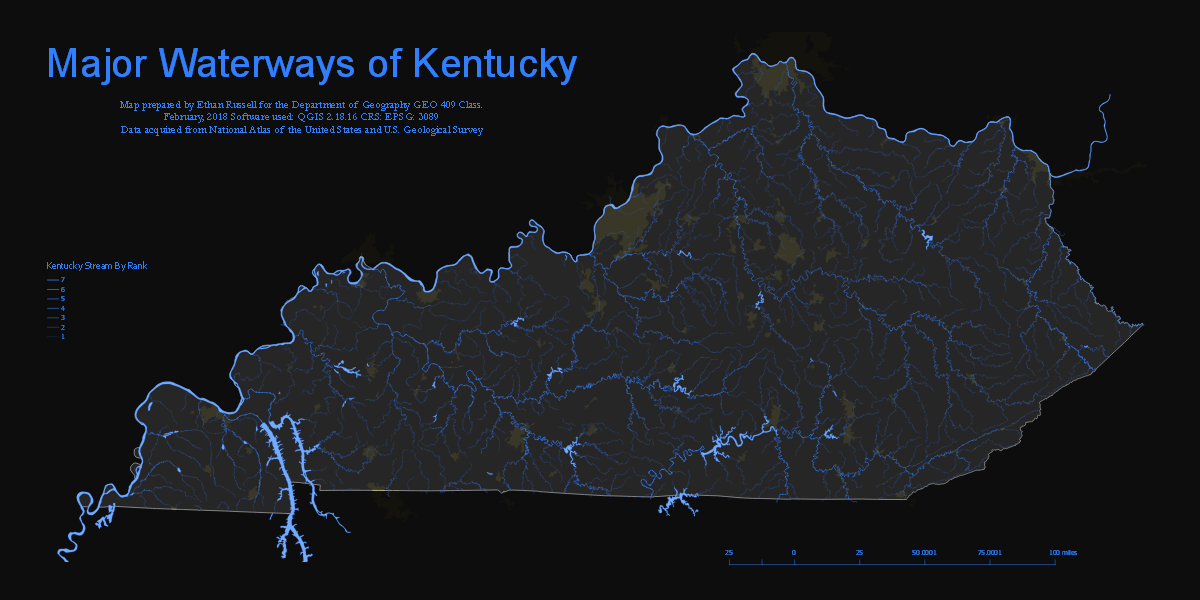 Major Waterways of Kentucky
Map prepared by Ethan Russell for the Department of Geography GEO 409 Class.
February, 2018 Software used: QGIS 2.18.16 CRS: EPSG: 3089
Data acquired from National Atlas of the United States and U.S. Geological Survey
Kentucky Stream By Rank
7
6
5
4
3
2
1
25 0 25 50.0001 75.0001 100 miles